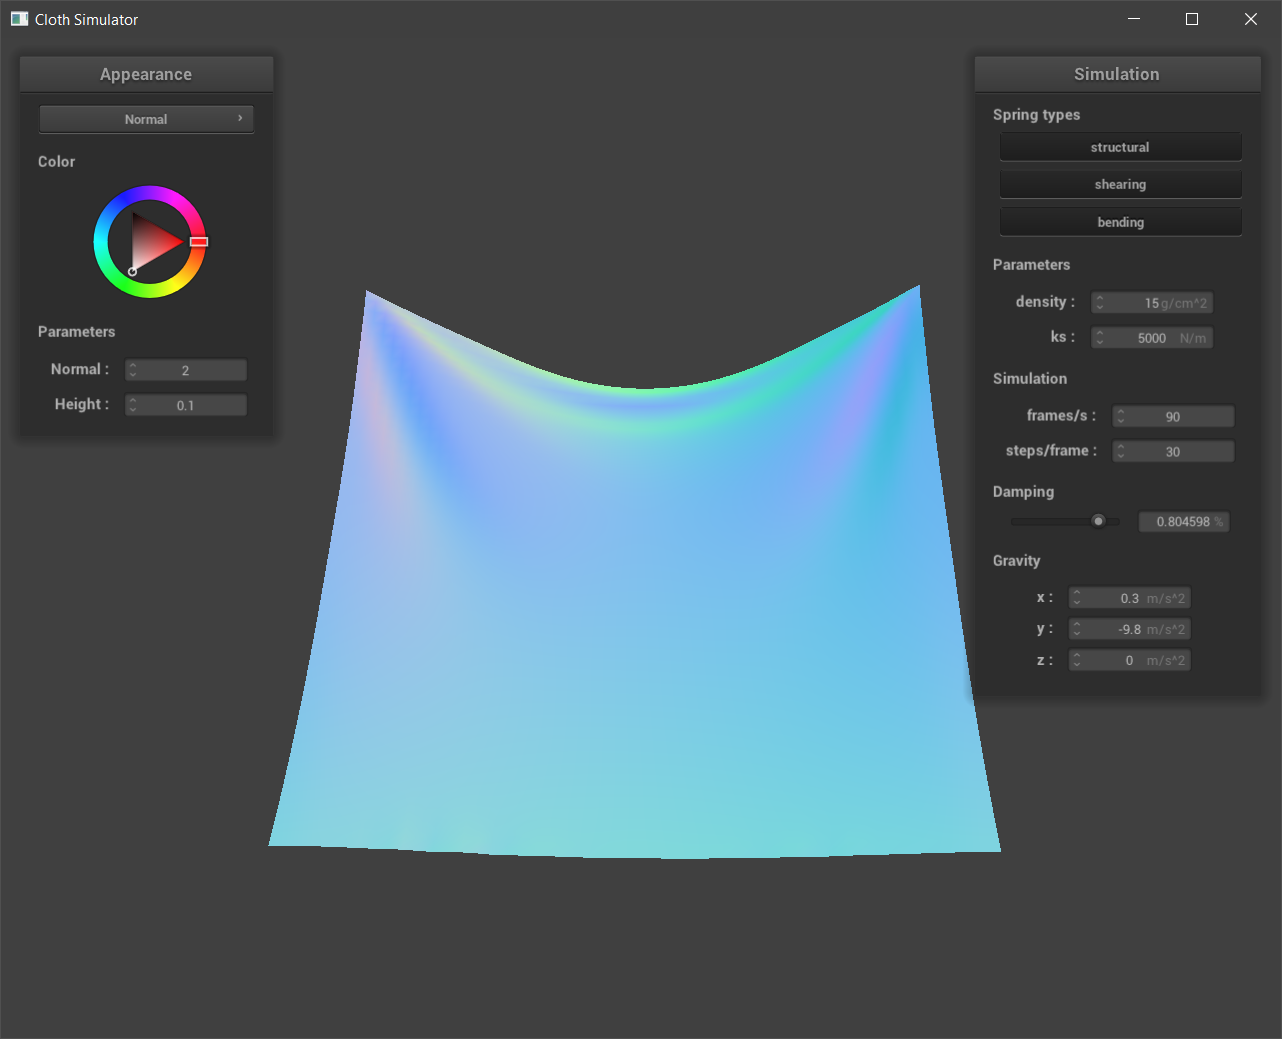 Cloth Simulator
Appearance
Normal
Color
Parameters
Normal : 2
Height : 0.1
Simulation
Spring types
structural
shearing
bending
Parameters
density : 15 g/cm^2
ks : 5000 N/m
Simulation
frames/s : 90
steps/frame : 30
Damping
0.804598 %
Gravity
x : 0.3 m/s^2
y : -9.8 m/s^2
z : 0 m/s^2